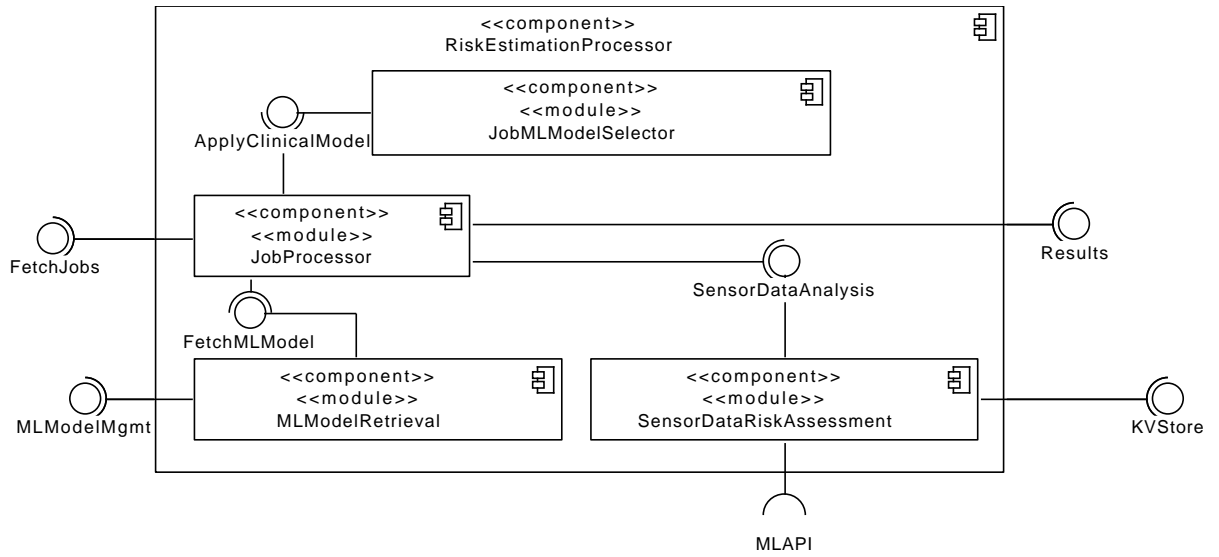 <<component>>
RiskEstimationProcessor
<<component>>
<<module>>
JobMLModelSelector
ApplyClinicalModel
<<component>>
<<module>>
JobProcessor
FetchJobs
Results
SensorDataAnalysis
FetchMLModel
<<component>>
<<module>>
MLModelRetrieval
<<component>>
<<module>>
SensorDataRiskAssessment
MLModelMgmt
KVStore
MLAPI